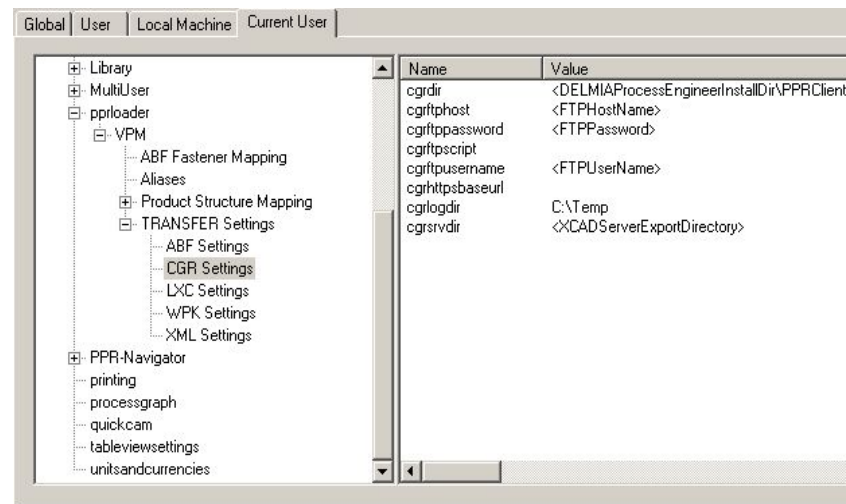 Global User Local Machine Current User
Library
MultiUser
pprloader
VPM
ABF Fastener Mapping
Aliases
Product Structure Mapping
TRANSFER Settings
ABF Settings
CGR Settings
LXC Settings
WPK Settings
XML Settings
PPR-Navigator
printing
processgraph
quickcam
tableviewsettings
unitsandcurrencies
Name Value
cgrdir <DELMIAProcessEngineerInstallDir\PPRClient
cgrftphost <FTPHostName>
cgrftppassword <FTPPassword>
cgrftpscript
cgrftpusername <FTPUserName>
cgrhttpsbaseurl
cgrlogdir C:\Temp
cgrsrvdir <XCADServerExportDirectory>